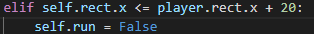 elif self.rect.x <= player.rect.x + 20:
    self.run = False